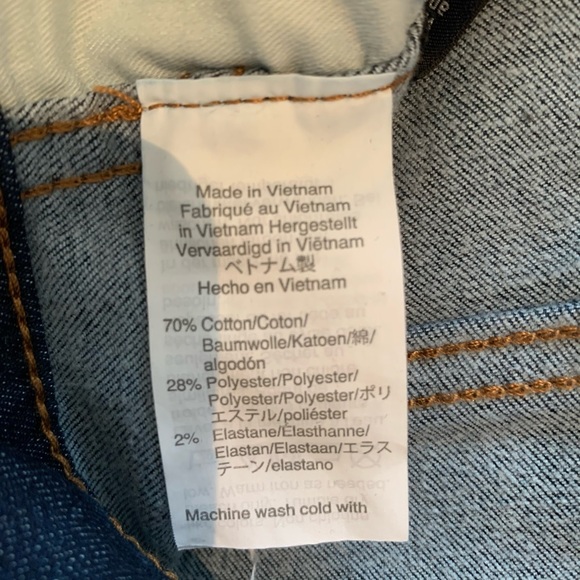 Made in Vietnam
Fabriqué au Vietnam
in Vietnam Hergestellt
Vervaardigd in Viëtnam
ベトナム製
Hecho en Vietnam
70% Cotton/Coton/
Baumwolle/Katoen/綿/
algodón
28% Polyester/Polyester/
Polyester/Polyester/ポリ
エステル/poliéster
2% Elastane/Elasthanne/
Elastan/Elastaan/エラス
テーン/elastano
Machine wash cold with